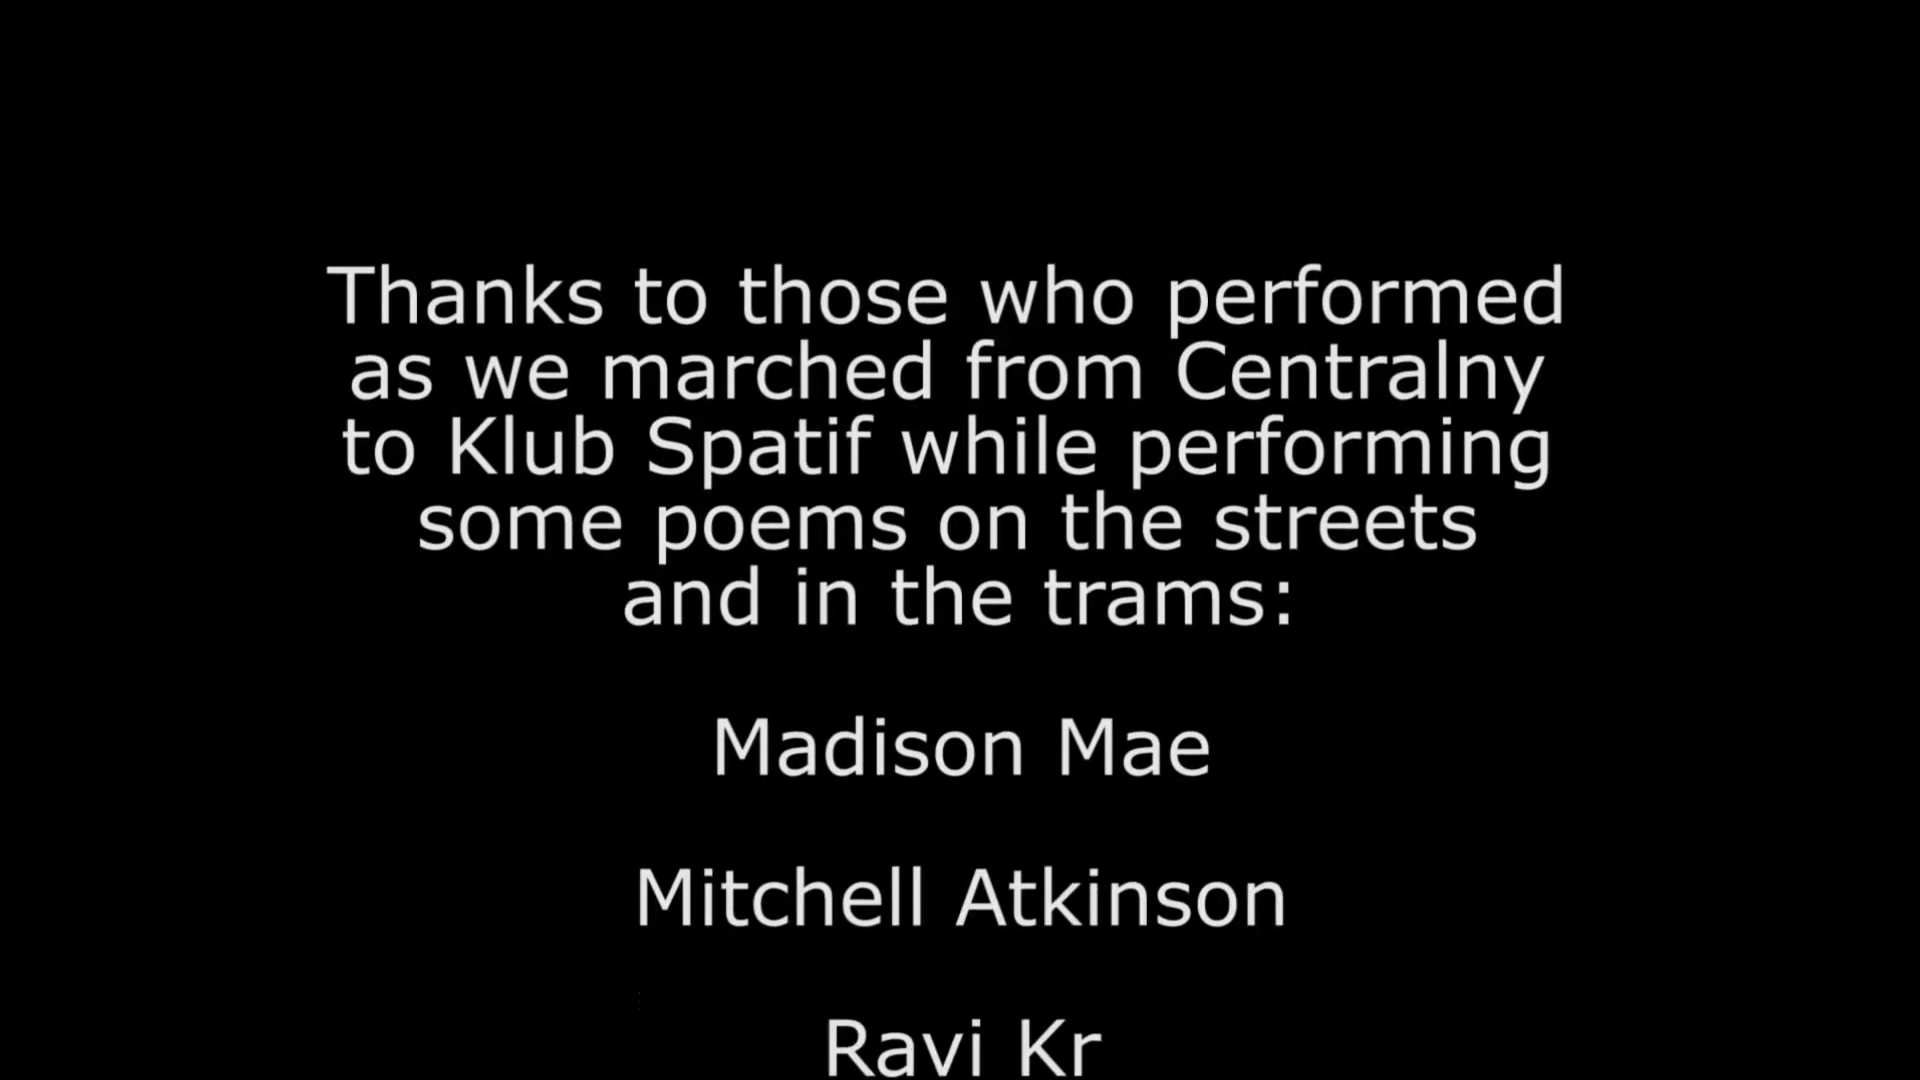 Thanks to those who performed
as we marched from Centralny
to Klub Spatif while performing
some poems on the streets
and in the trams:
Madison Mae
Mitchell Atkinson
Ravi Kr